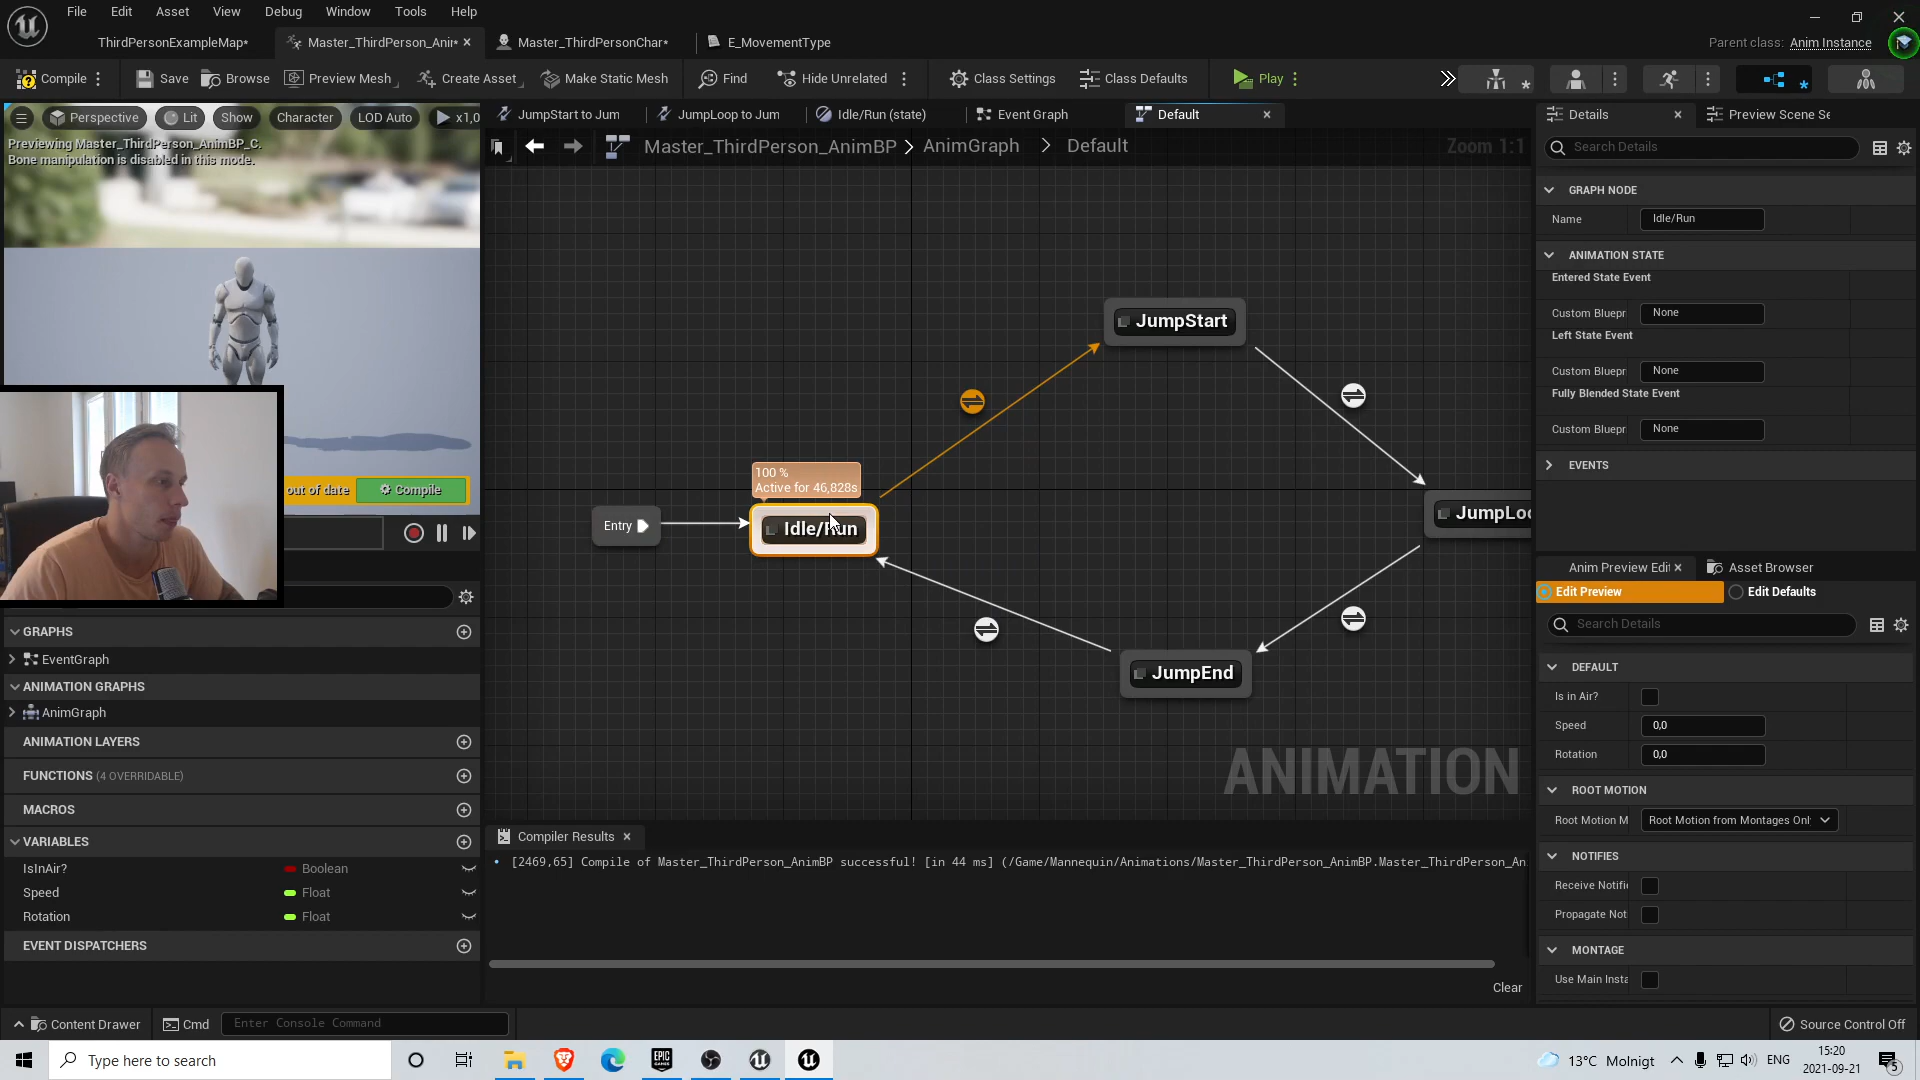 File Edit Asset View Debug Window Tools Help
ThirdPersonExampleMap* Master_ThirdPerson_Anir* Master_ThirdPersonChar* E_MovementType Parent class: Anim Instance
Compile Save Browse Preview Mesh Create Asset Make Static Mesh Find Hide Unrelated Class Settings Class Defaults Play
Perspective Lit Show Character LOD Auto x1,0
Previewing Master_ThirdPerson_AnimBP_C.
Bone manipulation is disabled in this mode.
out of date Compile
JumpStart to Jum JumpLoop to Jum Idle/Run (state) Event Graph Default
Master_ThirdPerson_AnimBP > AnimGraph > Default Zoom 1:1
JumpStart
100 %
Active for 46,828s
Entry
Idle/Run
JumpLoo
JumpEnd
ANIMATION
GRAPHS
EventGraph
ANIMATION GRAPHS
AnimGraph
ANIMATION LAYERS
FUNCTIONS (4 OVERRIDABLE)
MACROS
VARIABLES
IsInAir? Boolean
Speed Float
Rotation Float
EVENT DISPATCHERS
Compiler Results
[2469,65] Compile of Master_ThirdPerson_AnimBP successful! [in 44 ms] (/Game/Mannequin/Animations/Master_ThirdPerson_AnimBP.Master_ThirdPerson_An
Clear
Details Preview Scene Se
Search Details
GRAPH NODE
Name Idle/Run
ANIMATION STATE
Entered State Event
Custom Bluepr None
Left State Event
Custom Bluepr None
Fully Blended State Event
Custom Bluepr None
EVENTS
Anim Preview Edit Asset Browser
Edit Preview Edit Defaults
Search Details
DEFAULT
Is in Air?
Speed 0,0
Rotation 0,0
ROOT MOTION
Root Motion M Root Motion from Montages Onl
NOTIFIES
Receive Notifi
Propagate Not
MONTAGE
Use Main Insta
Content Drawer Cmd Enter Console Command Source Control Off
Type here to search EPIC GAMES 13°C Molnigt ENG 15:20
2021-09-21 5